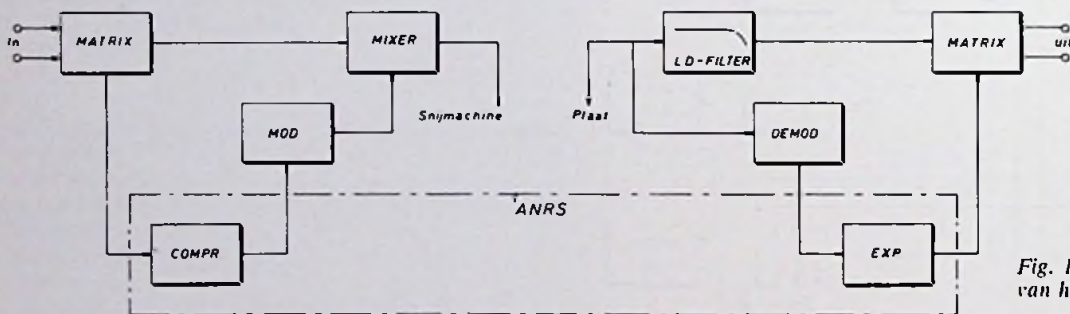 In
MATRIX
MIXER
LD-FILTER
MATRIX
uit
MOD
Snijmachine
Plaat
DEMOD
ANRS
COMPR
EXP
Fig. 1
van h